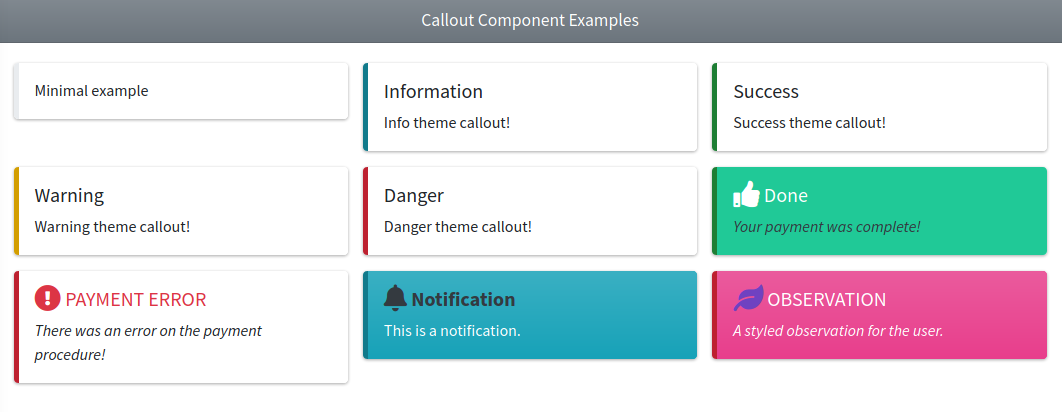 Callout Component Examples
Minimal example
Information
Info theme callout!
Success
Success theme callout!
Warning
Warning theme callout!
Danger
Danger theme callout!
Done
Your payment was complete!
PAYMENT ERROR
There was an error on the payment
procedure!
Notification
This is a notification.
OBSERVATION
A styled observation for the user.